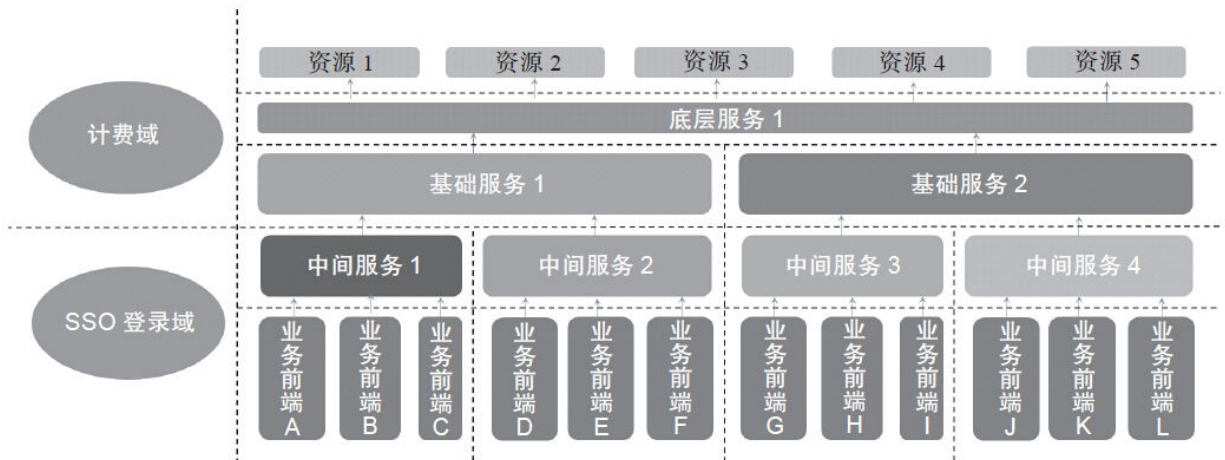 资源 1
资源 2
资源 3
资源 4
资源 5
计费域
底层服务 1
基础服务 1
基础服务 2
SSO 登录域
中间服务 1
中间服务 2
中间服务 3
中间服务 4
业务前端A
业务前端B
业务前端C
业务前端D
业务前端E
业务前端F
业务前端G
业务前端H
业务前端I
业务前端J
业务前端K
业务前端L